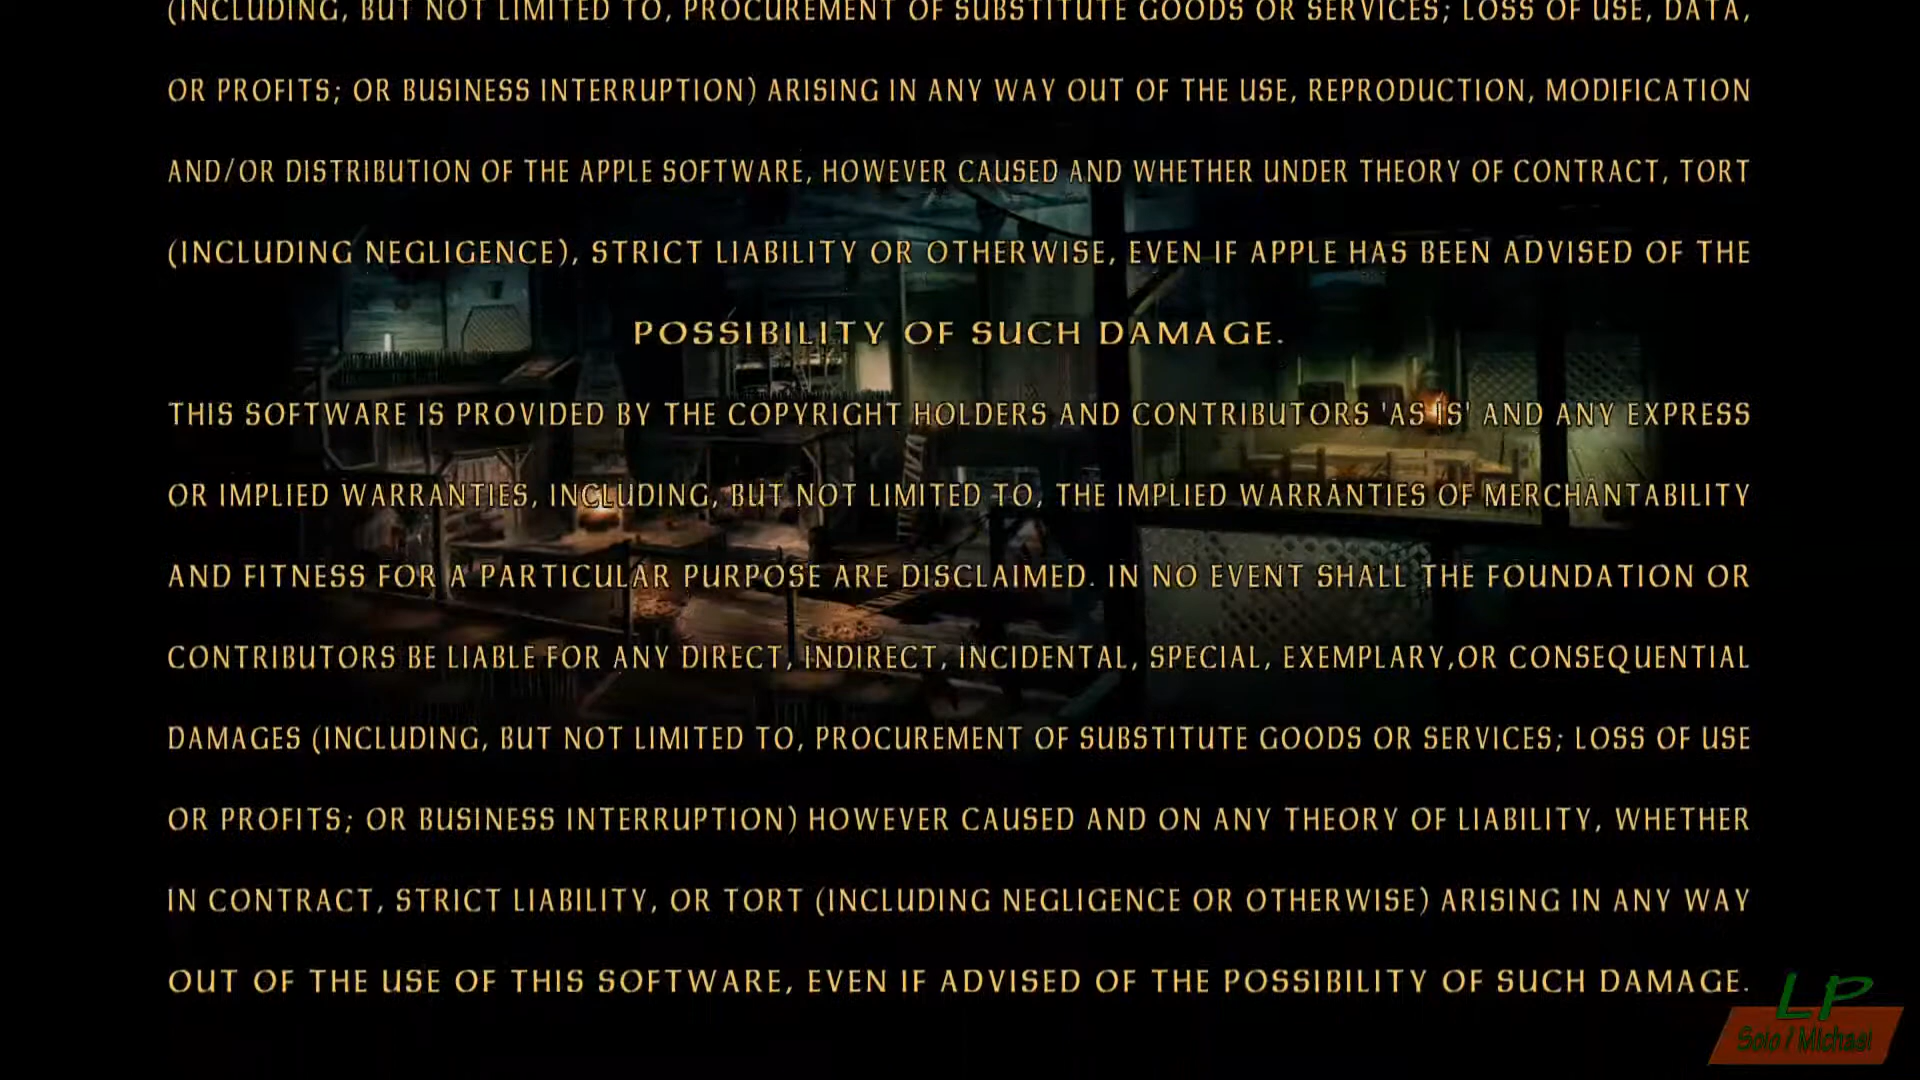 (INCLUDING, BUT NOT LIMITED TO, PROCUREMENT OF SUBSTITUTE GOODS OR SERVICES; LOSS OF USE, DATA,
OR PROFITS; OR BUSINESS INTERRUPTION) ARISING IN ANY WAY OUT OF THE USE, REPRODUCTION, MODIFICATION
AND/OR DISTRIBUTION OF THE APPLE SOFTWARE, HOWEVER CAUSED AND WHETHER UNDER THEORY OF CONTRACT, TORT
(INCLUDING NEGLIGENCE), STRICT LIABILITY OR OTHERWISE, EVEN IF APPLE HAS BEEN ADVISED OF THE
POSSIBILITY OF SUCH DAMAGE.
THIS SOFTWARE IS PROVIDED BY THE COPYRIGHT HOLDERS AND CONTRIBUTORS 'AS IS' AND ANY EXPRESS
OR IMPLIED WARRANTIES, INCLUDING, BUT NOT LIMITED TO, THE IMPLIED WARRANTIES OF MERCHANTABILITY
AND FITNESS FOR A PARTICULAR PURPOSE ARE DISCLAIMED. IN NO EVENT SHALL THE FOUNDATION OR
CONTRIBUTORS BE LIABLE FOR ANY DIRECT, INDIRECT, INCIDENTAL, SPECIAL, EXEMPLARY,OR CONSEQUENTIAL
DAMAGES (INCLUDING, BUT NOT LIMITED TO, PROCUREMENT OF SUBSTITUTE GOODS OR SERVICES; LOSS OF USE
OR PROFITS; OR BUSINESS INTERRUPTION) HOWEVER CAUSED AND ON ANY THEORY OF LIABILITY, WHETHER
IN CONTRACT, STRICT LIABILITY, OR TORT (INCLUDING NEGLIGENCE OR OTHERWISE) ARISING IN ANY WAY
OUT OF THE USE OF THIS SOFTWARE, EVEN IF ADVISED OF THE POSSIBILITY OF SUCH DAMAGE.
LP
Solo / Michasi